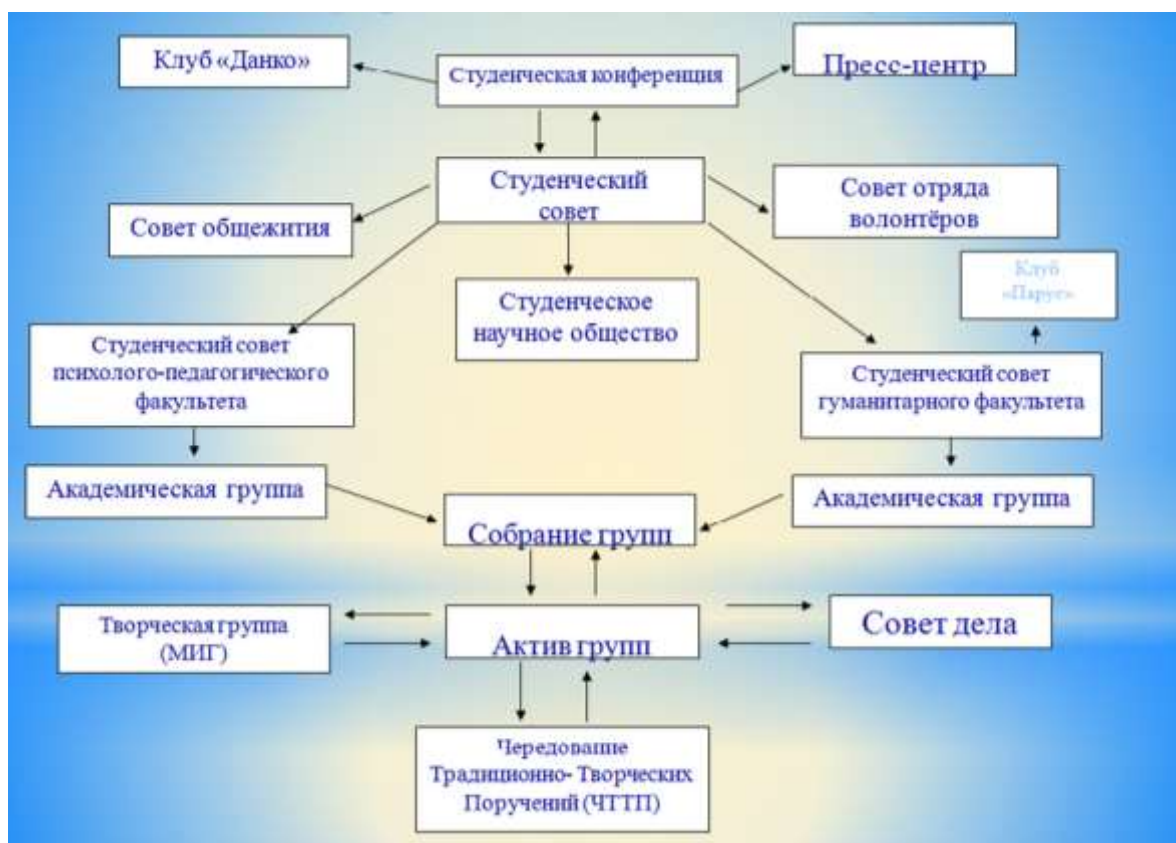 Клуб «Данко»
Студенческая конференция
Пресс-центр
Студенческий
совет
Совет отряда
волонтёров
Совет общежития
Клуб
«Парус»
Студенческое
научное общество
Студенческий совет
психолого-педагогического
факультета
Студенческий совет
гуманитарного факультета
Академическая группа
Академическая группа
Собрание групп
Творческая группа
(МИГ)
Актив групп
Совет дела
Чередование
Традиционно- Творческих
Поручений (ЧТТП)